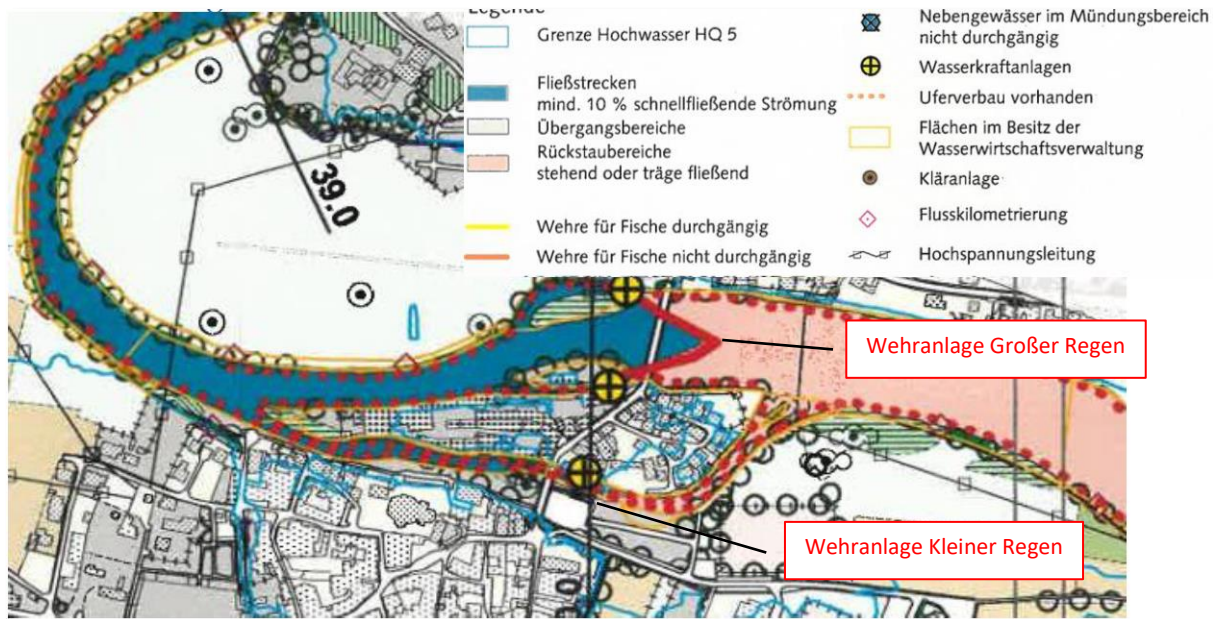 Legende
Grenze Hochwasser HQ 5
Fließstrecken
mind. 10 % schnellfließende Strömung
Übergangsbereiche
Rückstaubereiche
stehend oder träge fließend
Wehre für Fische durchgängig
Wehre für Fische nicht durchgängig
Nebengewässer im Mündungsbereich
nicht durchgängig
Wasserkraftanlagen
Uferverbau vorhanden
Flächen im Besitz der
Wasserwirtschaftsverwaltung
Kläranlage
Flusskilometrierung
Hochspannungsleitung
39.0
Wehranlage Großer Regen
Wehranlage Kleiner Regen